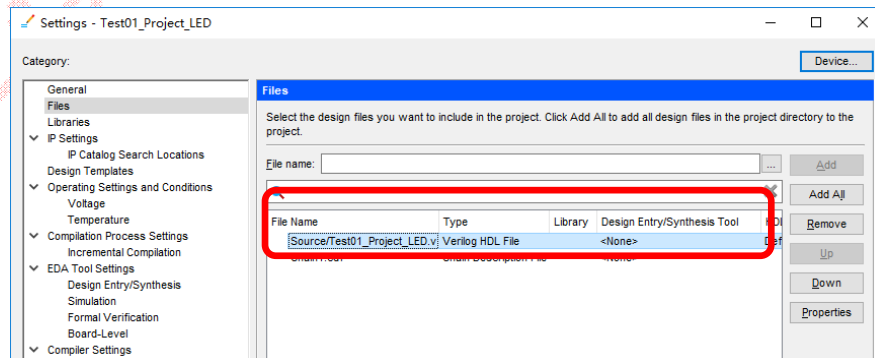 Settings - Test01_Project_LED
Category:
Device...
General
Files
Libraries
IP Settings
IP Catalog Search Locations
Design Templates
Operating Settings and Conditions
Voltage
Temperature
Compilation Process Settings
Incremental Compilation
EDA Tool Settings
Design Entry/Synthesis
Simulation
Formal Verification
Board-Level
Compiler Settings
Files
Select the design files you want to include in the project. Click Add All to add all design files in the project directory to the
project.
File name: ... Add
Add All
File Name Type Library Design Entry/Synthesis Tool
Remove
Source/Test01_Project_LED.v Verilog HDL File <None>
Up
Down
Properties